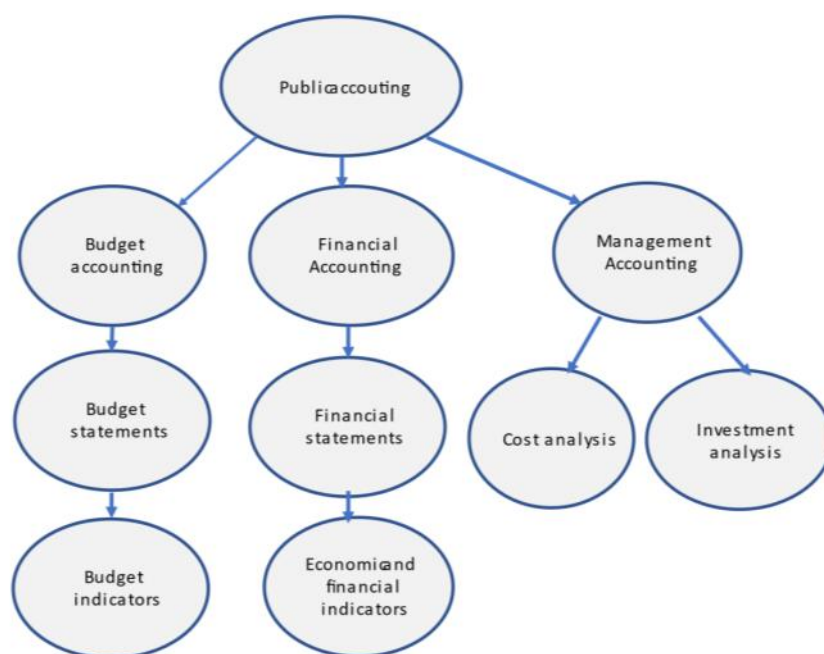 Publicaccouting
Budget
accounting
Financial
Accounting
Management
Accounting
Budget
statements
Financial
statements
Cost analysis
Investment
analysis
Budget
indicators
Economicand
financial
indicators